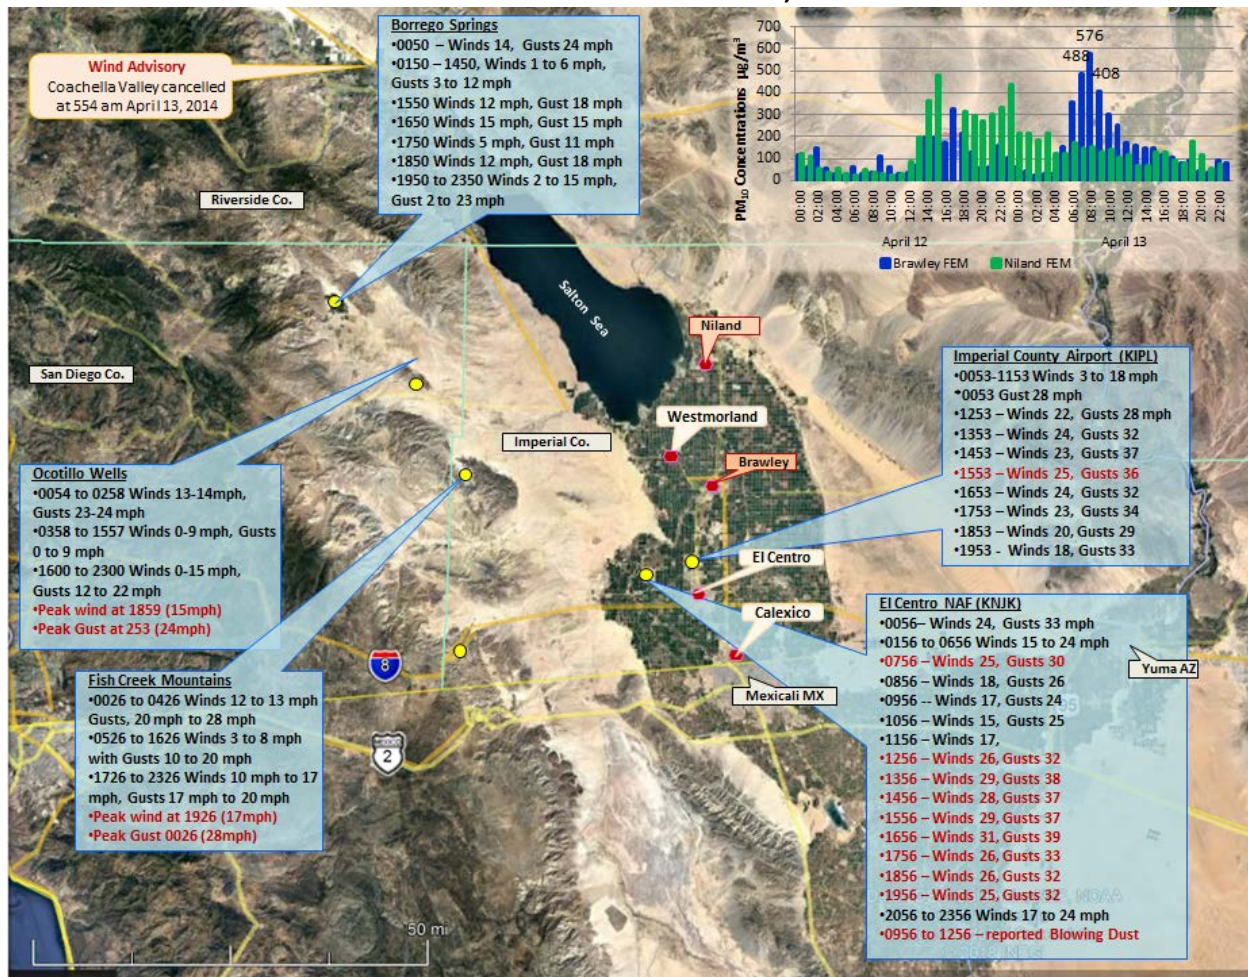 Borrego Springs
•0050 – Winds 14, Gusts 24 mph
•0150 – 1450, Winds 1 to 6 mph,
Gusts 3 to 12 mph
•1550 Winds 12 mph, Gust 18 mph
•1650 Winds 15 mph, Gust 15 mph
•1750 Winds 5 mph, Gust 11 mph
•1850 Winds 12 mph, Gust 18 mph
•1950 to 2350 Winds 2 to 15 mph,
Gust 2 to 23 mph
Wind Advisory
Coachella Valley cancelled
at 554 am April 13, 2014
PM10 Concentrations µg/m³
700
600
500
400
300
200
100
0
576
488
408
00:00
02:00
04:00
06:00
08:00
10:00
12:00
14:00
16:00
18:00
20:00
22:00
00:00
02:00
04:00
06:00
08:00
10:00
12:00
14:00
16:00
18:00
20:00
22:00
April 12
April 13
Brawley FEM
Niland FEM
Riverside Co.
Salton Sea
Niland
San Diego Co.
Westmorland
Imperial Co.
Brawley
Imperial County Airport (KIPL)
•0053-1153 Winds 3 to 18 mph
•0053 Gust 28 mph
•1253 – Winds 22, Gusts 28 mph
•1353 – Winds 24, Gusts 32
•1453 – Winds 23, Gusts 37
•1553 – Winds 25, Gusts 36
•1653 – Winds 24, Gusts 32
•1753 – Winds 23, Gusts 34
•1853 – Winds 20, Gusts 29
•1953 - Winds 18, Gusts 33
Ocotillo Wells
•0054 to 0258 Winds 13-14mph,
Gusts 23-24 mph
•0358 to 1557 Winds 0-9 mph, Gusts
0 to 9 mph
•1600 to 2300 Winds 0-15 mph,
Gusts 12 to 22 mph
•Peak wind at 1859 (15mph)
•Peak Gust at 253 (24mph)
El Centro
Calexico
8
Mexicali MX
Yuma AZ
95
MEXICO
2
Fish Creek Mountains
•0026 to 0426 Winds 12 to 13 mph
Gusts, 20 mph to 28 mph
•0526 to 1626 Winds 3 to 8 mph
with Gusts 10 to 20 mph
•1726 to 2326 Winds 10 mph to 17
mph, Gusts 17 mph to 20 mph
•Peak wind at 1926 (17mph)
•Peak Gust 0026 (28mph)
El Centro NAF (KNJK)
•0056– Winds 24, Gusts 33 mph
•0156 to 0656 Winds 15 to 24 mph
•0756 – Winds 25, Gusts 30
•0856 – Winds 18, Gusts 26
•0956 -- Winds 17, Gusts 24
•1056 – Winds 15, Gusts 25
•1156 – Winds 17,
•1256 – Winds 26, Gusts 32
•1356 – Winds 29, Gusts 38
•1456 – Winds 28, Gusts 37
•1556 – Winds 29, Gusts 37
•1656 – Winds 31, Gusts 39
•1756 – Winds 26, Gusts 33
•1856 – Winds 26, Gusts 32
•1956 – Winds 25, Gusts 32
•2056 to 2356 Winds 17 to 24 mph
•0956 to 1256 – reported Blowing Dust
NOAA
50 mi